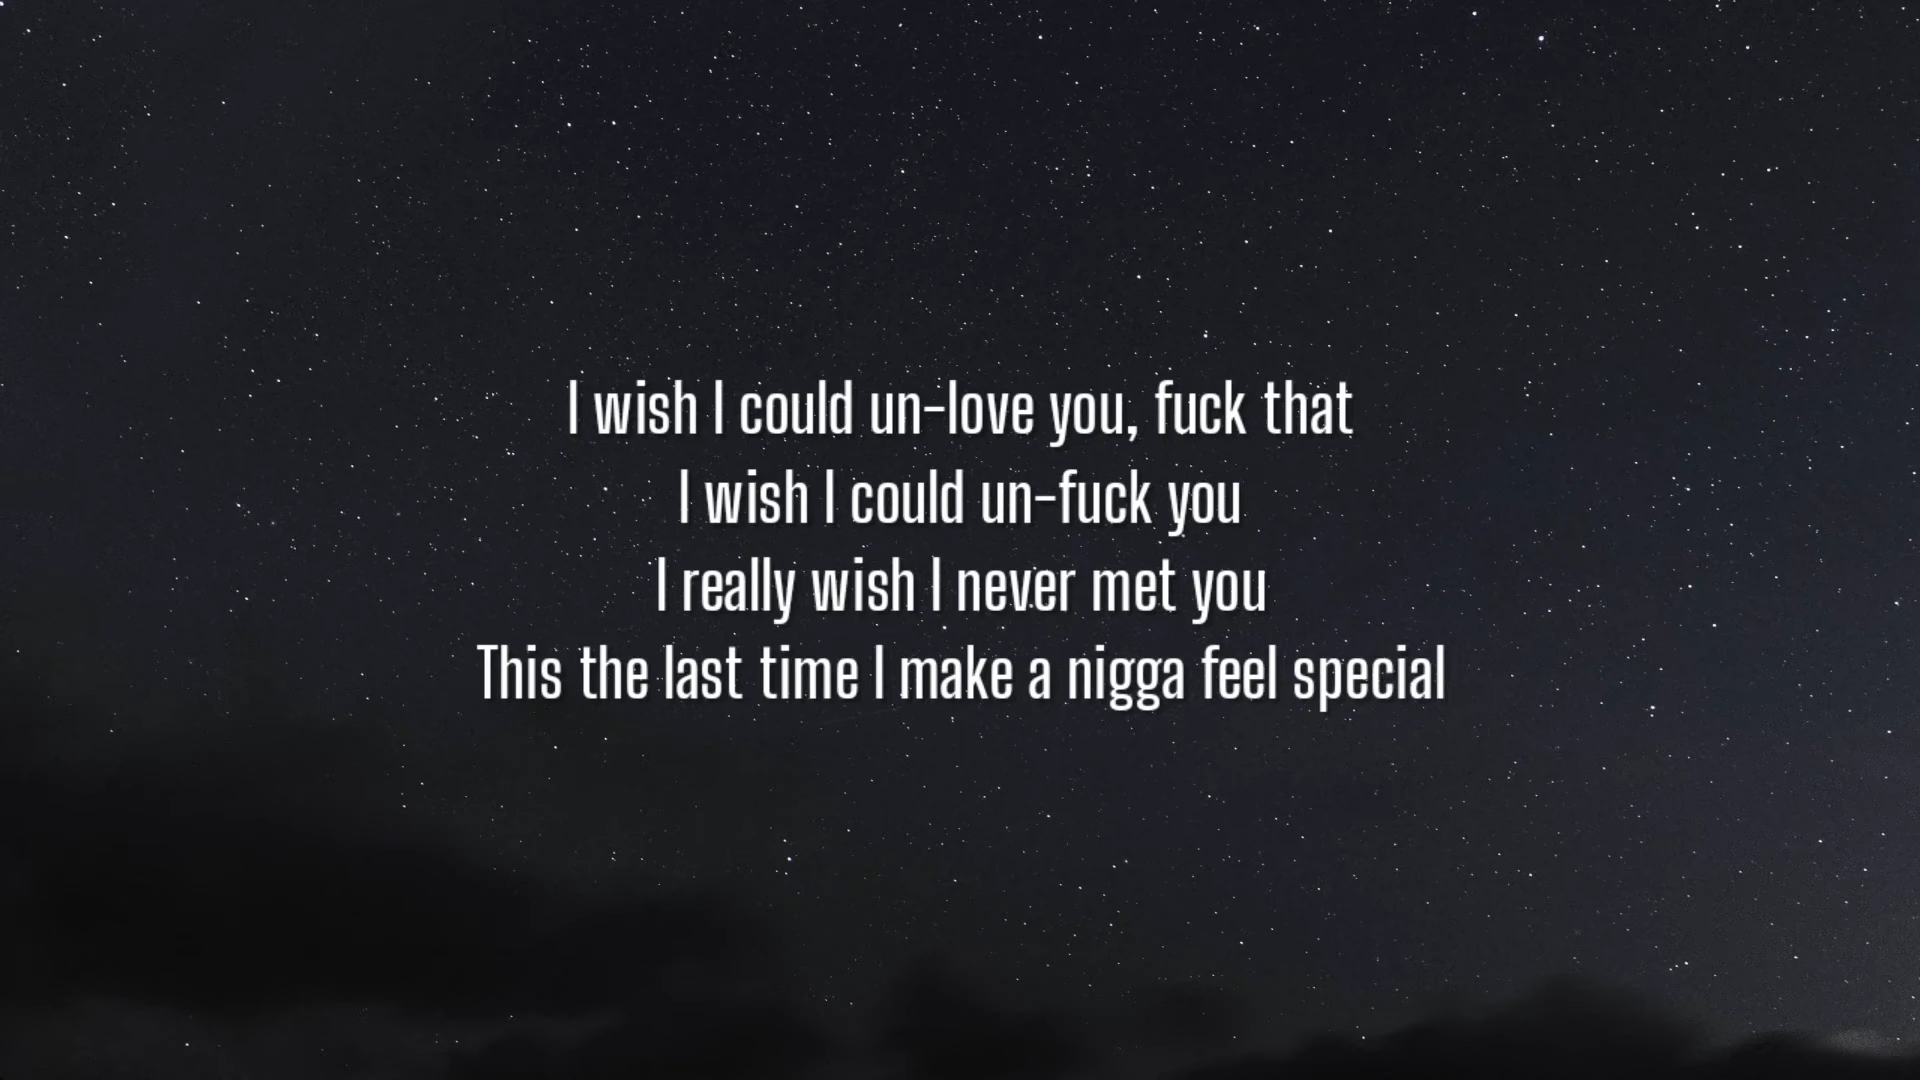 I wish I could un-love you, fuck that
I wish I could un-fuck you
I really wish I never met you
This the last time I make a nigga feel special